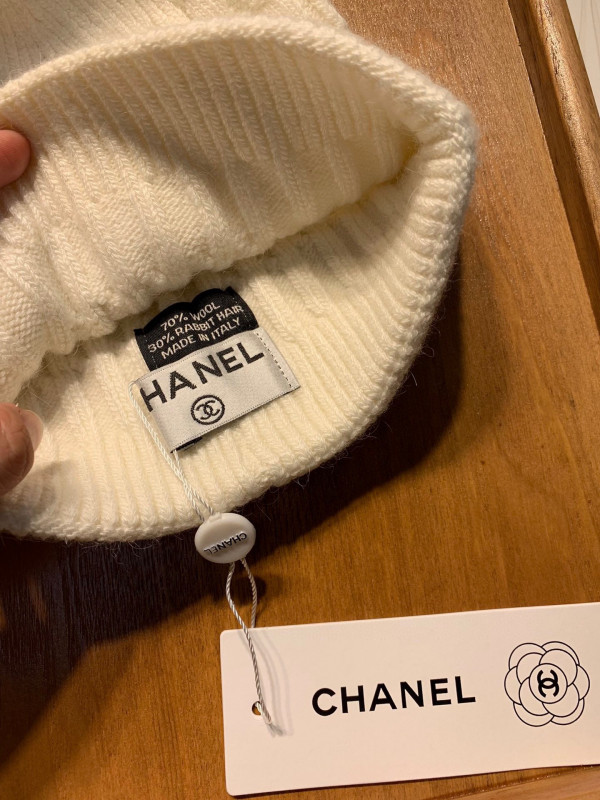 70% WOOL
30% RABBIT HAIR
MADE IN ITALY
HANEL
CHANEL
CHANEL